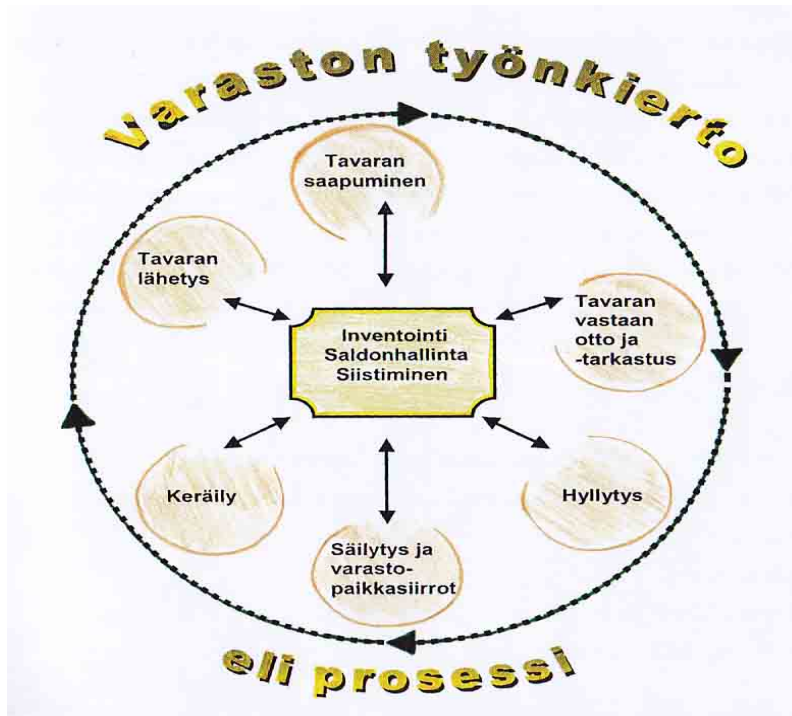 Varaston työnkierto
Tavaran
saapuminen
Tavaran
vastaan
otto ja
-tarkastus
Hyllytys
Säilytys ja
varasto-
paikkasiirrot
Keräily
Tavaran
lähetys
Inventointi
Saldonhallinta
Siistiminen
eli prosessi